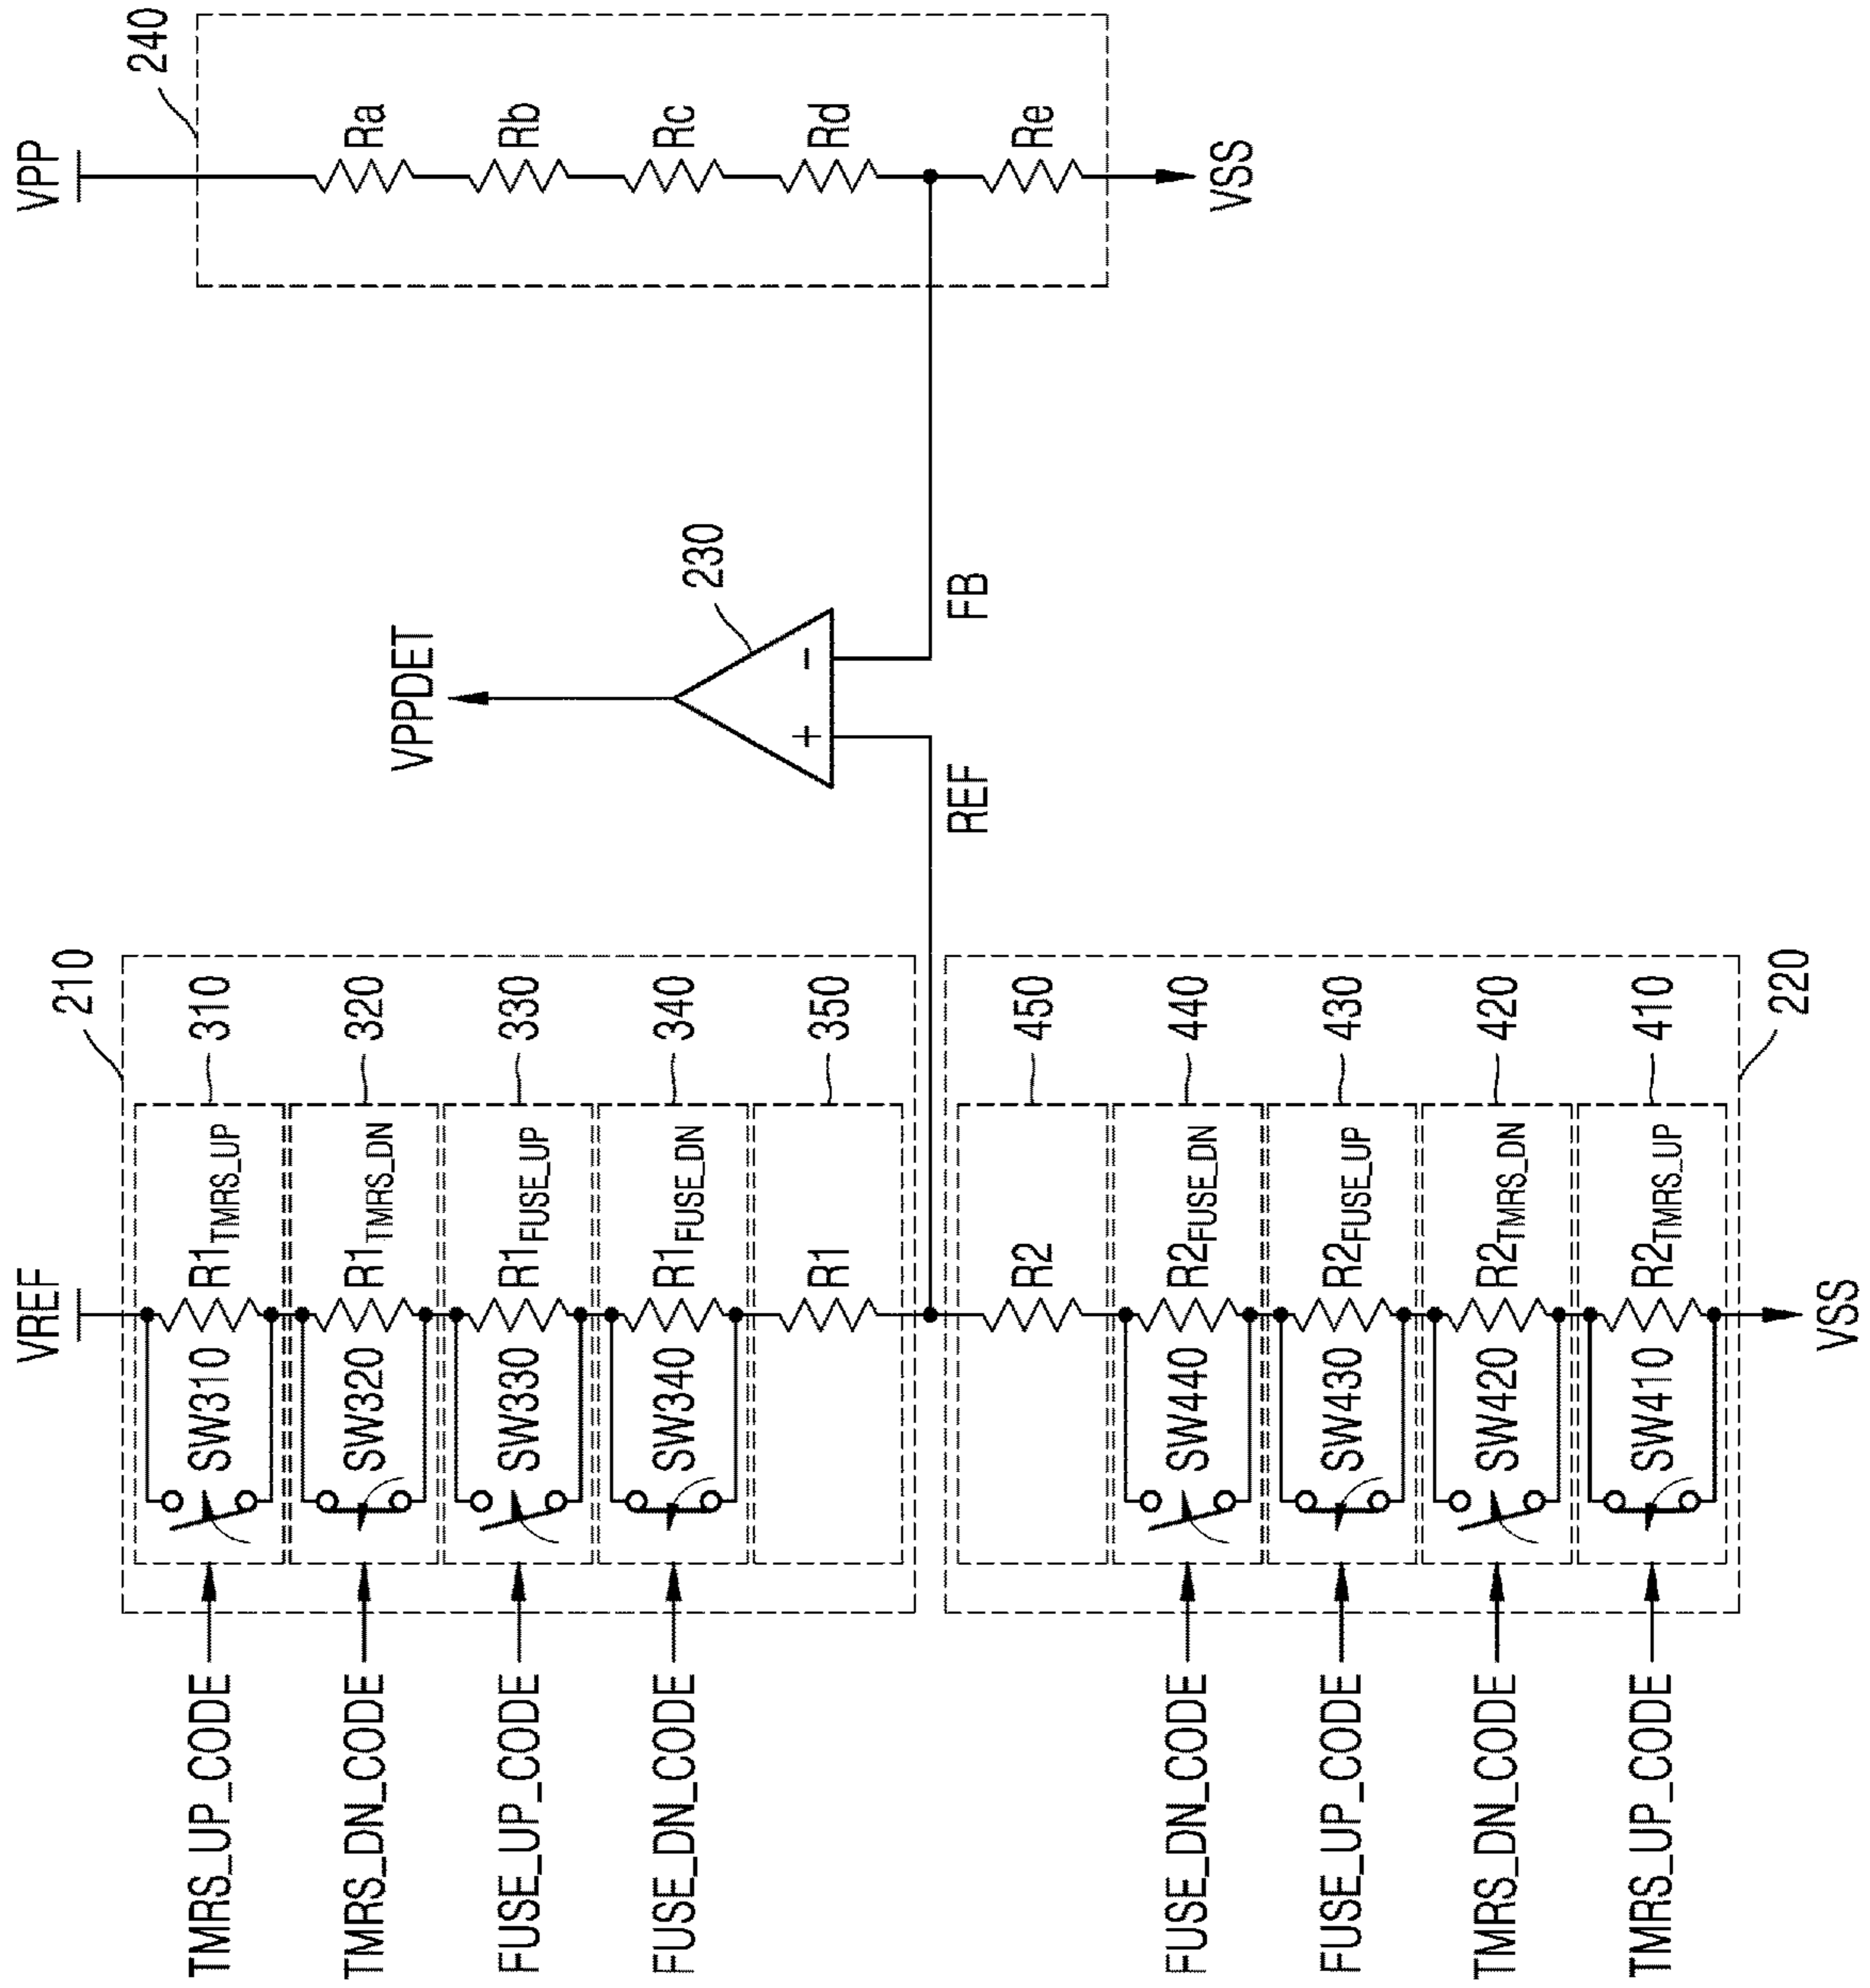 VREF
210
TMRS_UP_CODE
SW310
R1TMRS_UP
310
TMRS_DN_CODE
SW320
R1TMRS_DN
320
FUSE_UP_CODE
SW330
R1FUSE_UP
330
FUSE_DN_CODE
SW340
R1FUSE_DN
340
R1
350
R2
450
FUSE_DN_CODE
SW440
R2FUSE_DN
440
FUSE_UP_CODE
SW430
R2FUSE_UP
430
TMRS_DN_CODE
SW420
R2TMRS_DN
420
TMRS_UP_CODE
SW410
R2TMRS_UP
410
220
VSS
VPPDET
230
+
-
REF
FB
VPP
240
Ra
Rb
Rc
Rd
Re
VSS